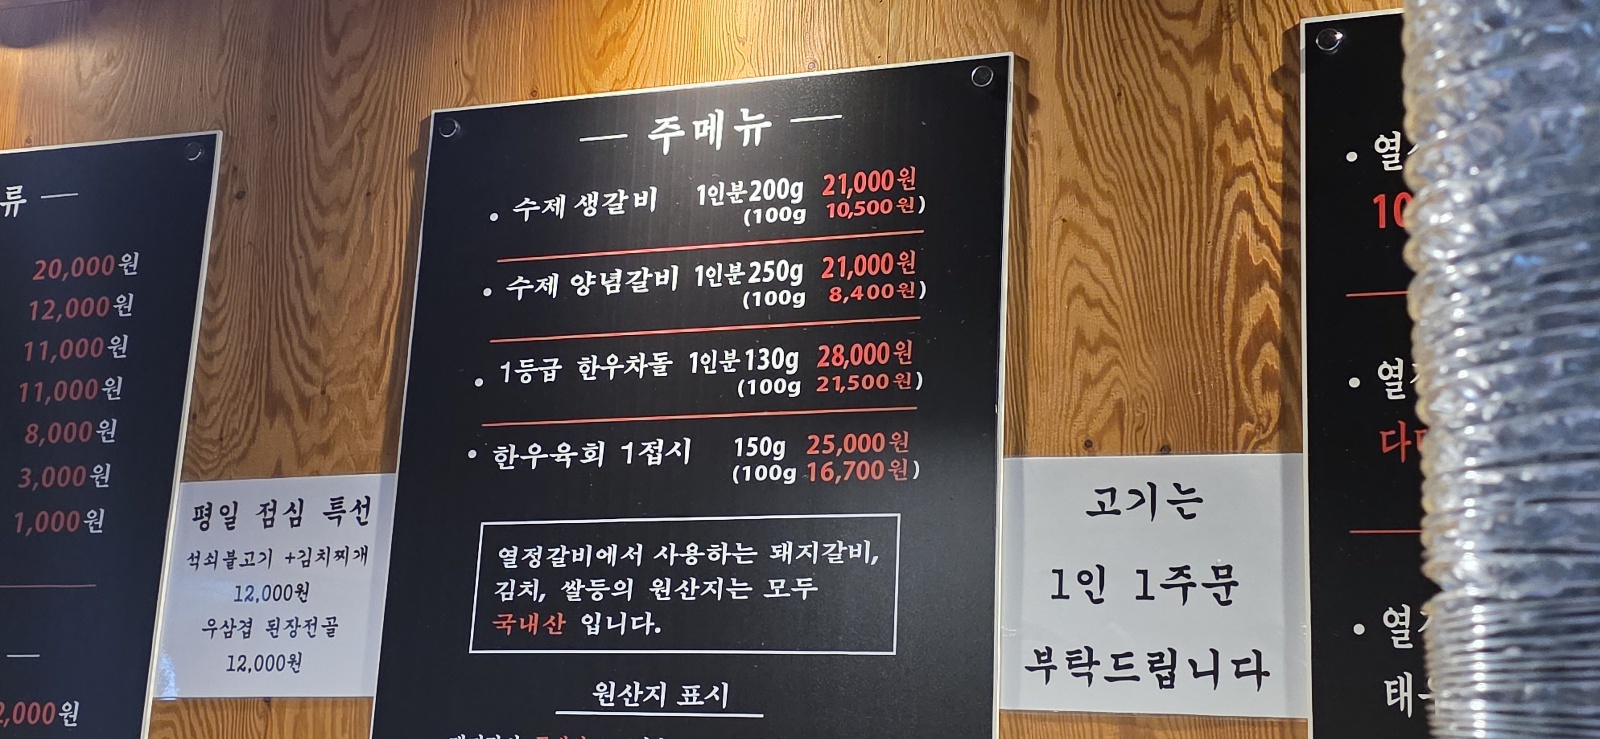 류 —
20,000원
12,000원
11,000원
11,000원
8,000원
3,000원
1,000원
2,000원
평일 점심 특선
석쇠불고기 +김치찌개
12,000원
우삼겹 된장전골
12,000원
— 주메뉴 —
• 수제 생갈비 1인분200g 21,000원
(100g 10,500원)
• 수제 양념갈비 1인분250g 21,000원
(100g 8,400원)
• 1등급 한우차돌 1인분130g 28,000원
(100g 21,500원)
• 한우육회 1접시 150g 25,000원
(100g 16,700원)
열정갈비에서 사용하는 돼지갈비,
김치, 쌀등의 원산지는 모두
국내산 입니다.
원산지 표시
고기는
1인 1주문
부탁드립니다
• 열
10
• 열
• 열